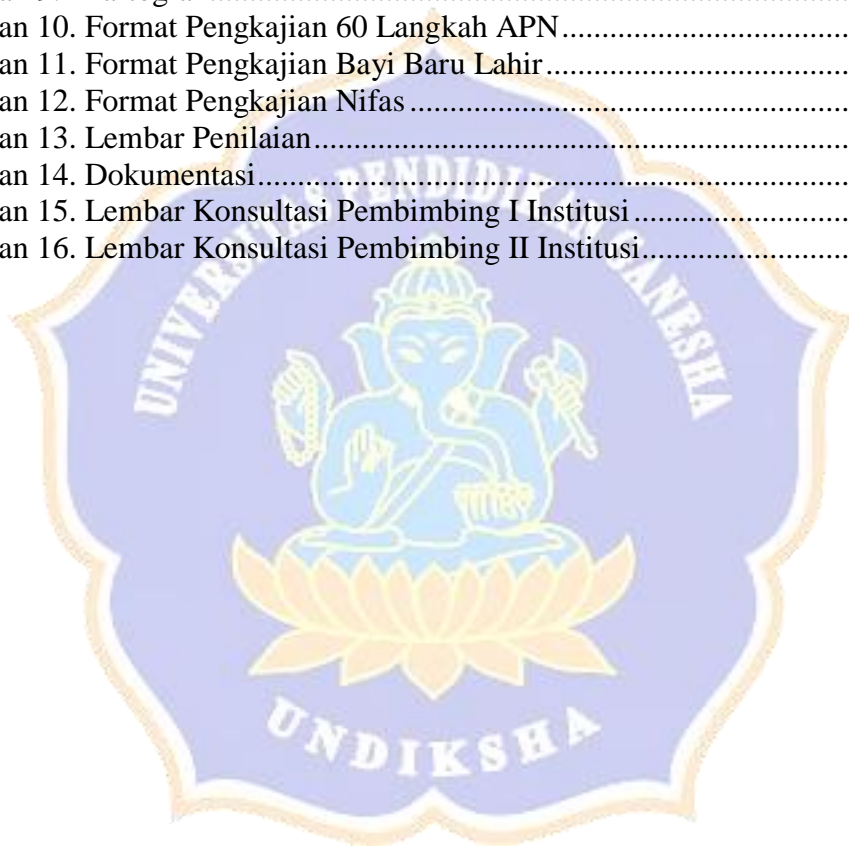 an 10. Format Pengkajian 60 Langkah APN
an 11. Format Pengkajian Bayi Baru Lahir
an 12. Format Pengkajian Nifas
an 13. Lembar Penilaian
an 14. Dokumentasi
an 15. Lembar Konsultasi Pembimbing I Institusi
an 16. Lembar Konsultasi Pembimbing II Institusi
UNIVERSITAS PENDIDIKAN GANESHA
UNDIKSHA